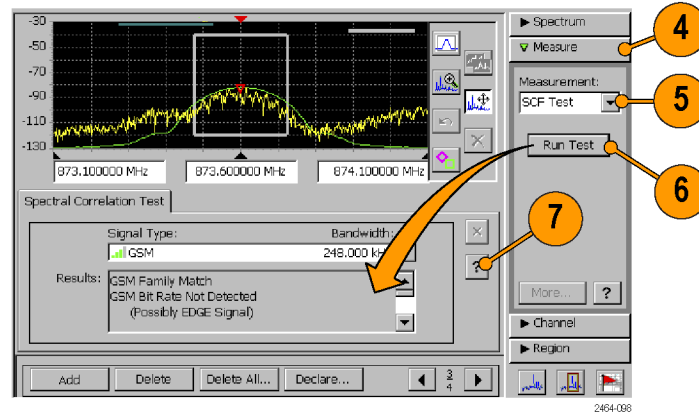 -30
-50
-70
-90
-110
-130
873.100000 MHz
873.600000 MHz
874.100000 MHz
Spectral Correlation Test
Signal Type:
Bandwidth:
GSM
248.000 kH
Results:
GSM Family Match
GSM Bit Rate Not Detected
(Possibly EDGE Signal)
?
Add
Delete
Delete All...
Declare...
3
4
Spectrum
Measure
Measurement:
SCF Test
Run Test
More...
?
Channel
Region
4
5
6
7
2464-098